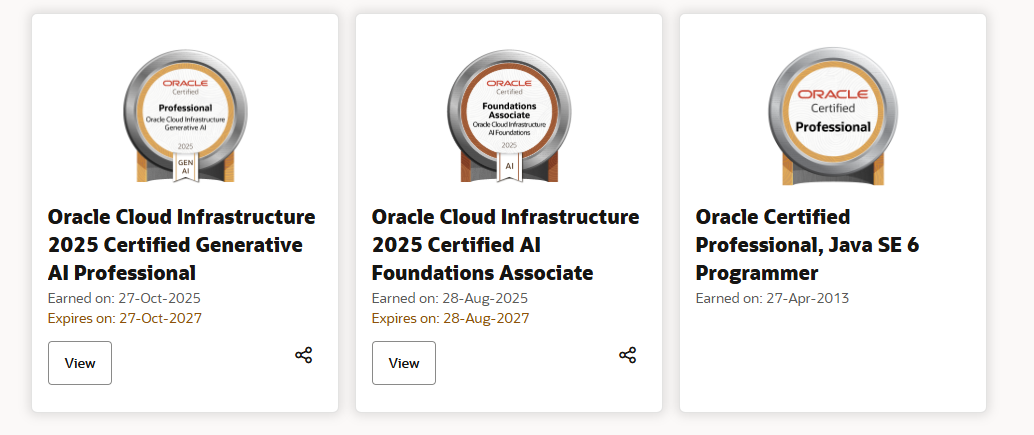 ORACLE
Certified
Professional
Oracle Cloud Infrastructure
Generative AI
2025
GEN
AI
Oracle Cloud Infrastructure
2025 Certified Generative
AI Professional
Earned on: 27-Oct-2025
Expires on: 27-Oct-2027
View
ORACLE
Certified
Foundations
Associate
Oracle Cloud Infrastructure
AI Foundations
2025
AI
Oracle Cloud Infrastructure
2025 Certified AI
Foundations Associate
Earned on: 28-Aug-2025
Expires on: 28-Aug-2027
View
ORACLE
Certified
Professional
Oracle Certified
Professional, Java SE 6
Programmer
Earned on: 27-Apr-2013